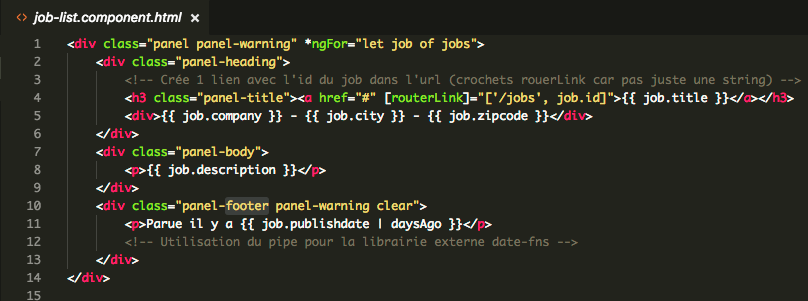 <> job-list.component.html ×
1 <div class="panel panel-warning" *ngFor="let job of jobs">
2 <div class="panel-heading">
3 <!-- Crée 1 lien avec l'id du job dans l'url (crochets rouerLink car pas juste une string) -->
4 <h3 class="panel-title"><a href="#" [routerLink]="['/jobs', job.id]">{{ job.title }}</a></h3>
5 <div>{{ job.company }} - {{ job.city }} - {{ job.zipcode }}</div>
6 </div>
7 <div class="panel-body">
8 <p>{{ job.description }}</p>
9 </div>
10 <div class="panel-footer panel-warning clear">
11 <p>Parue il y a {{ job.publishdate | daysAgo }}</p>
12 <!-- Utilisation du pipe pour la librairie externe date-fns -->
13 </div>
14 </div>
15